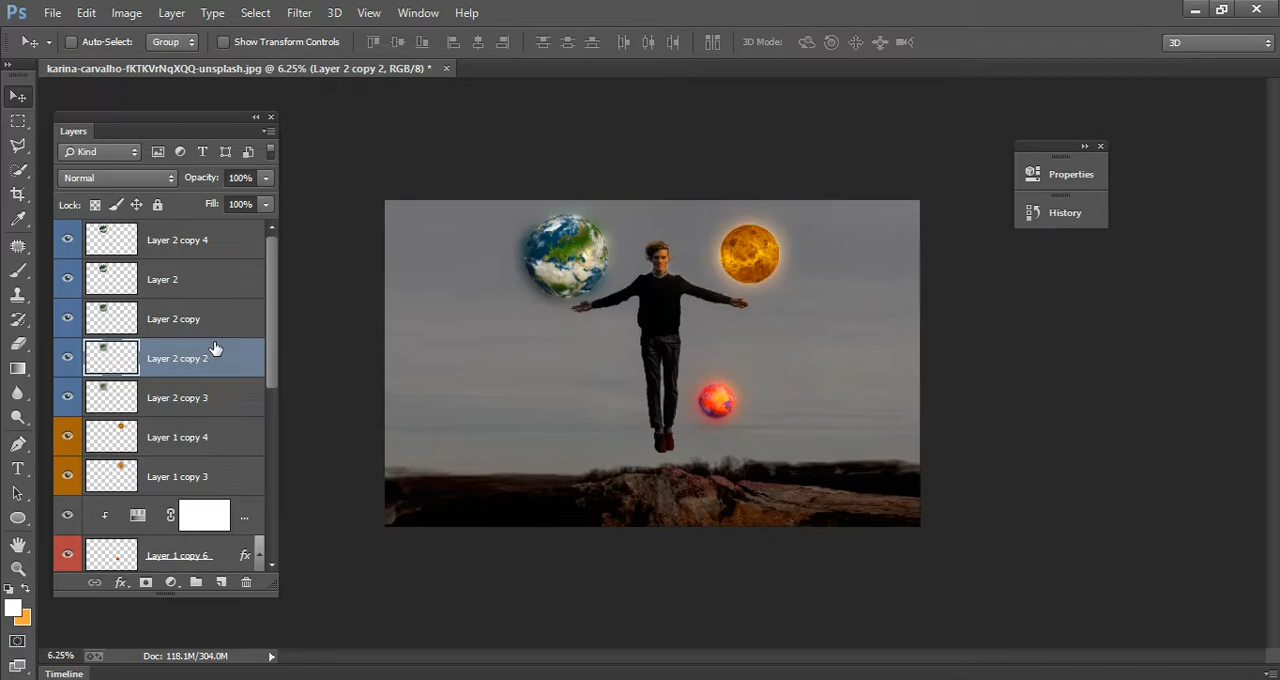 Ps File Edit Image Layer Type Select Filter 3D View Window Help
Auto-Select: Group Show Transform Controls 3D Mode: 3D
karina-carvalho-fKTKVrNqXQQ-unsplash.jpg @ 6.25% (Layer 2 copy 2, RGB/8) *
Layers
Kind
Normal Opacity: 100%
Lock: Fill: 100%
Layer 2 copy 4
Layer 2
Layer 2 copy
Layer 2 copy 2
Layer 2 copy 3
Layer 1 copy 4
Layer 1 copy 3
...
Layer 1 copy 6 fx
fx
Properties
History
6.25% Doc: 118.1M/304.0M
Timeline